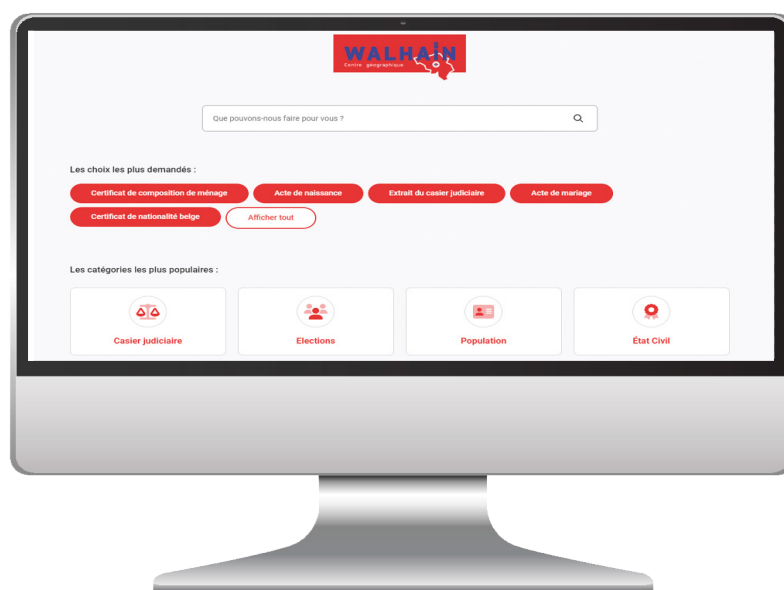 WALHAIN
Centre géographique
Que pouvons-nous faire pour vous ?
Les choix les plus demandés :
Certificat de composition de ménage Acte de naissance Extrait du casier judiciaire Acte de mariage
Certificat de nationalité belge Afficher tout
Les catégories les plus populaires :
Casier judiciaire Elections Population État Civil